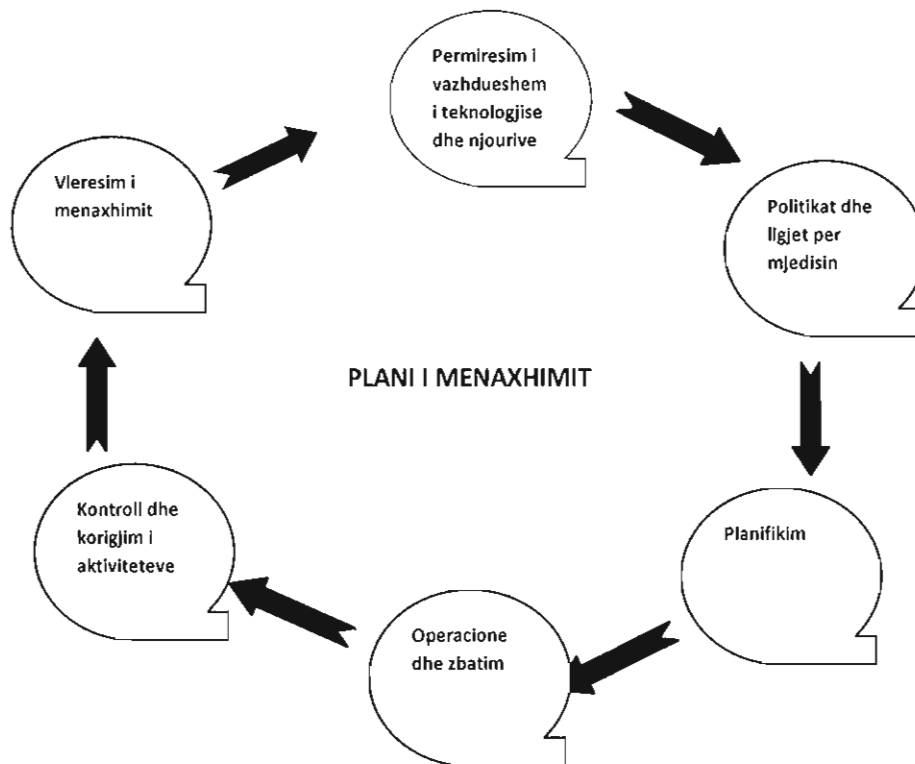 Permiresim i
vazhdueshem
i teknologjise
dhe njourive
Politikat dhe
ligjet per
mjedisin
Planifikim
Operacione
dhe zbatim
Kontroll dhe
korigjim i
aktiviteteve
Vleresim i
menaxhimit
PLANI I MENAXHIMIT